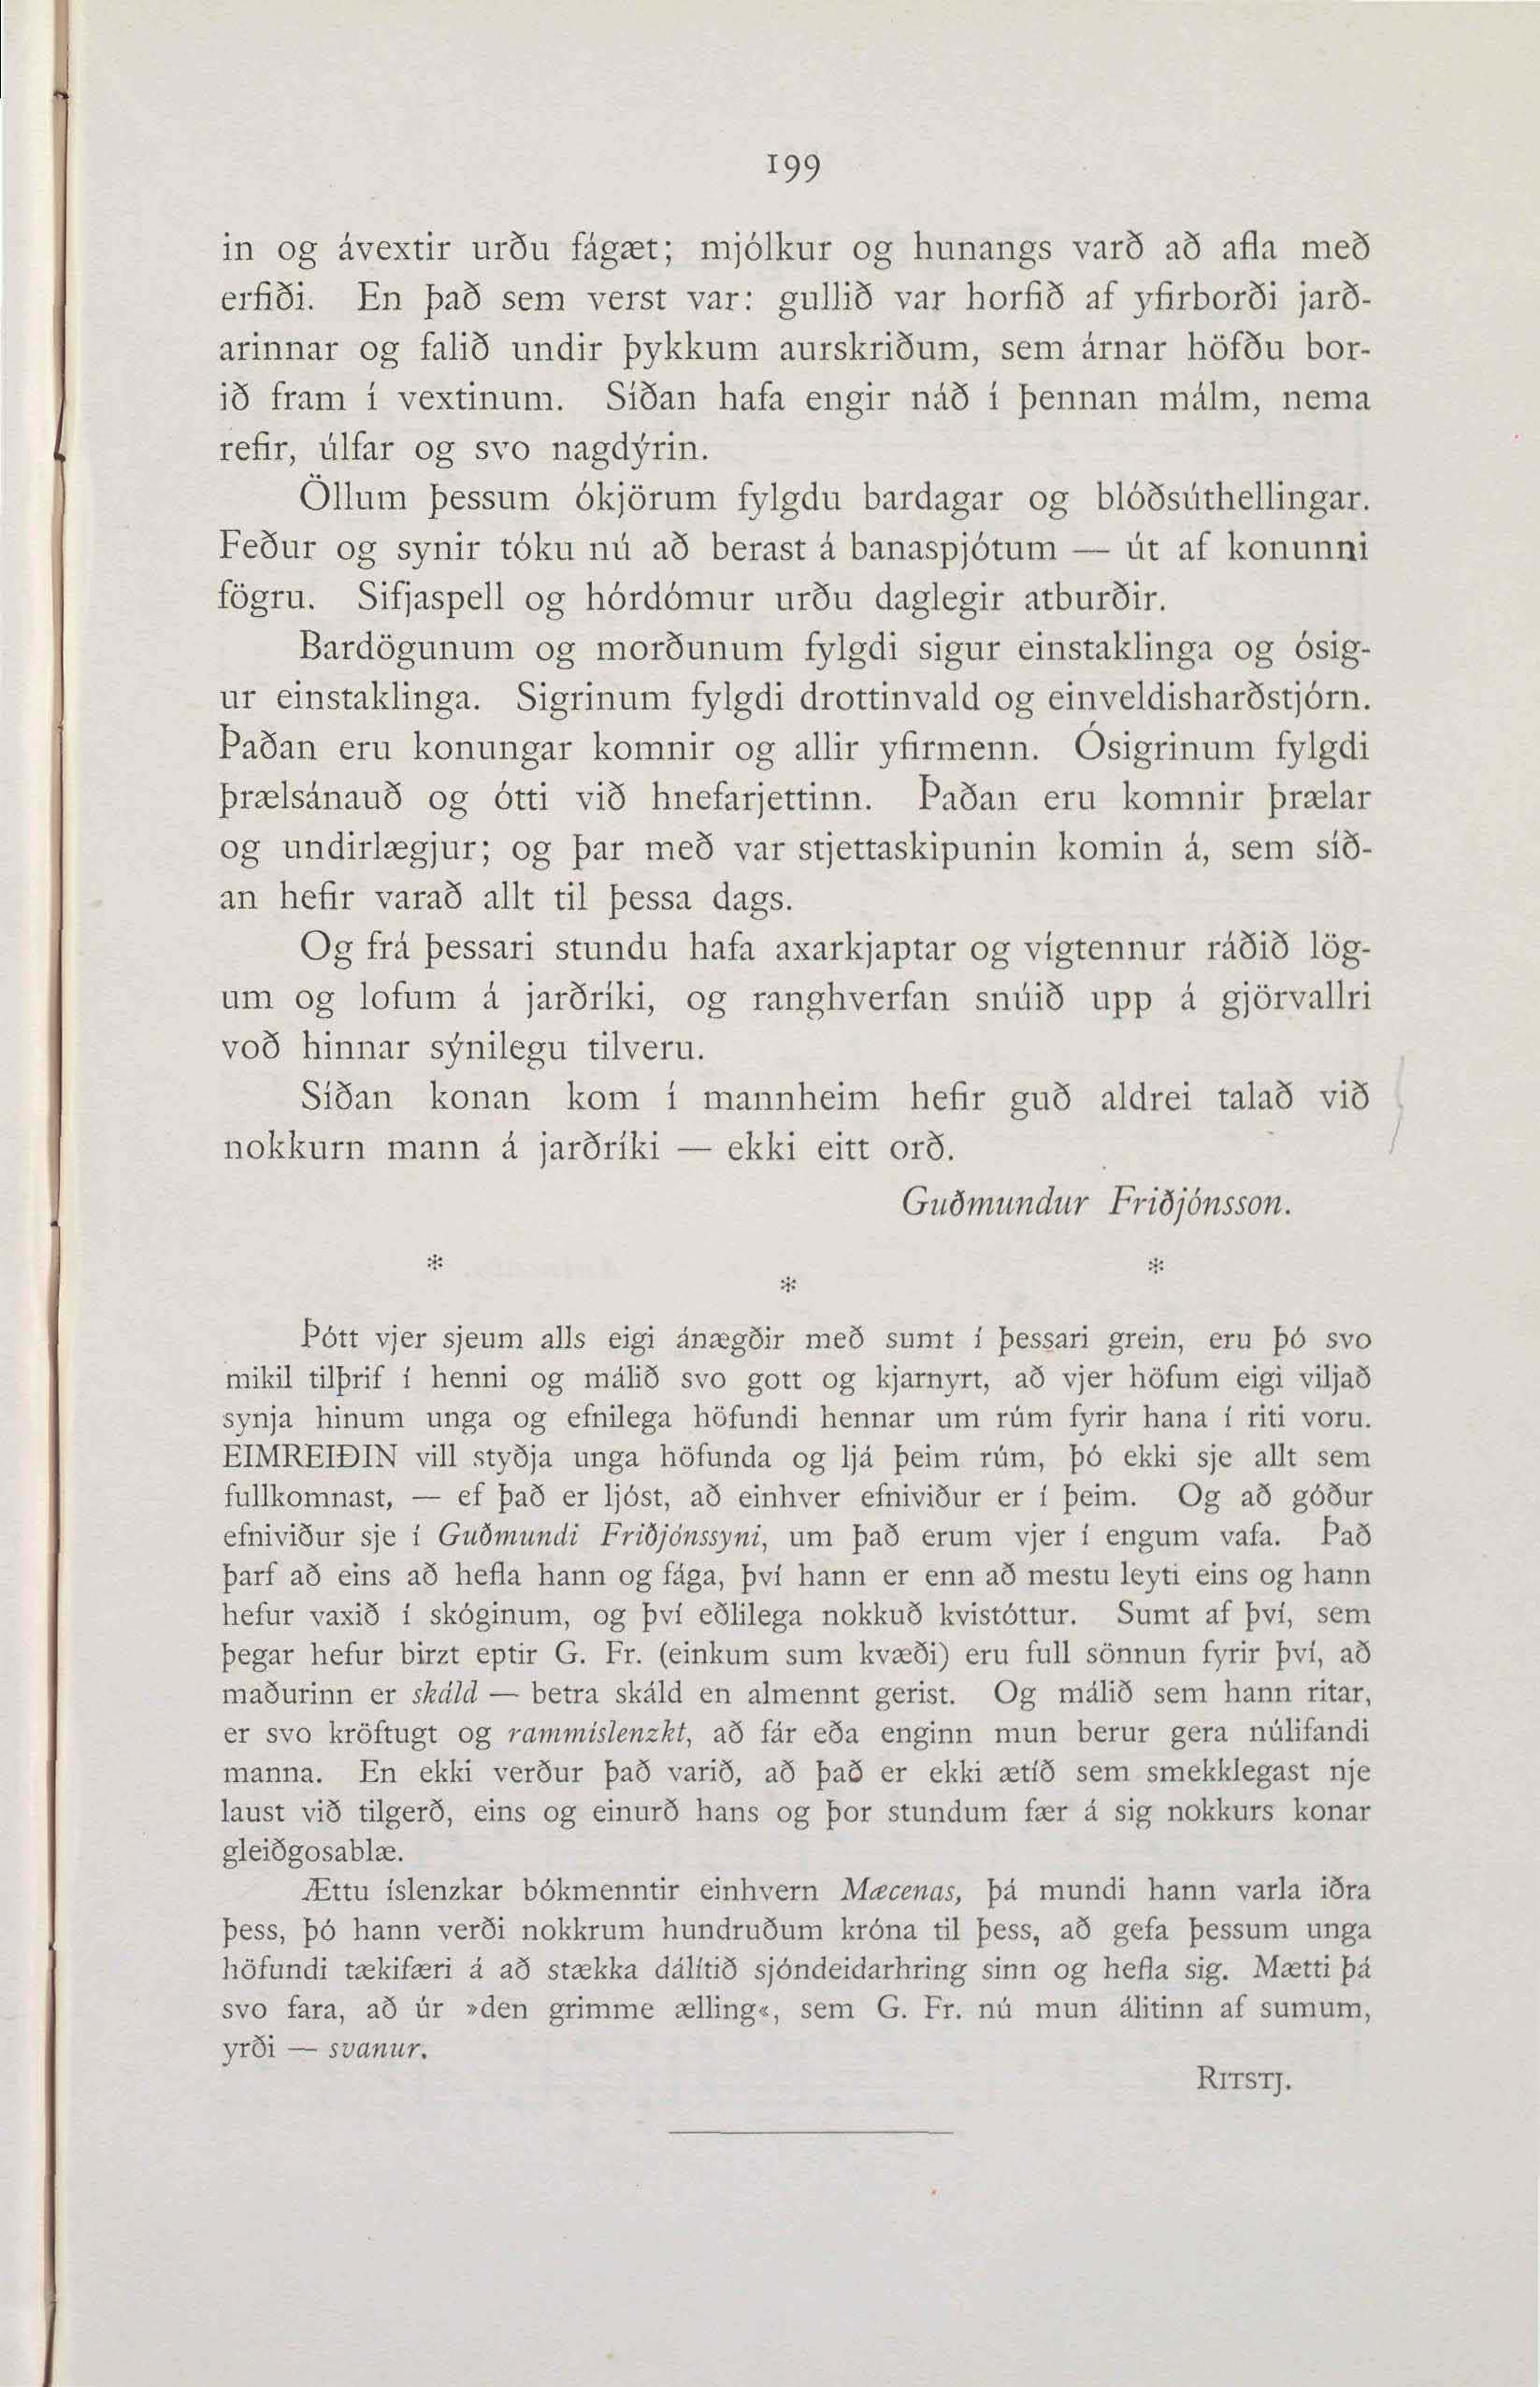 199
in og ávextir urðu fágæt; mjólkur og hunangs varð að afla með
erfiði. En það sem verst var: gullið var horfið af yfirborði jarð-
arinnar og falið undir þykkum aurskriðum, sem árnar höfðu bor-
ið fram í vextinum. Síðan hafa engir náð í þennan málm, nema
refir, úlfar og svo nagdýrin.
Öllum þessum ókjörum fylgdu bardagar og blóðsúthellingar.
Feður og synir tóku nú að berast á banaspjótum — út af konunni
fögru. Sifjaspell og hórdómur urðu daglegir atburðir.
Bardögunum og morðunum fylgdi sigur einstaklinga og ósig-
ur einstaklinga. Sigrinum fylgdi drottinvald og einveldisharðstjórn.
Þaðan eru konungar komnir og allir yfirmenn. Ósigrinum fylgdi
þrælsánauð og ótti við hnefarjettinn. Þaðan eru komnir þrælar
og undirlægjur; og þar með var stjettaskipunin komin á, sem síð-
an hefir varað allt til þessa dags.
Og frá þessari stundu hafa axarkjaptar og vígtennur ráðið lög-
um og lofum á jarðríki, og ranghverfan snúið upp á gjörvallri
voð hinnar sýnilegu tilveru.
Síðan konan kom í mannheim hefir guð aldrei talað við
nokkurn mann á jarðríki — ekki eitt orð.
Guðmundur Friðjónsson.
* * *
Þótt vjer sjeum alls eigi ánægðir með sumt í þessari grein, eru þó svo
mikil tilþrif í henni og málið svo gott og kjarnyrt, að vjer höfum eigi viljað
synja hinum unga og efnilega höfundi hennar um rúm fyrir hana í riti voru.
EIMREIÐIN vill styðja unga höfunda og ljá þeim rúm, þó ekki sje allt sem
fullkomnast, — ef það er ljóst, að einhver efniviður er í þeim. Og að góður
efniviður sje í Guðmundi Friðjónssyni, um það erum vjer í engum vafa. Það
þarf að eins að hefla hann og fága, því hann er enn að mestu leyti eins og hann
hefur vaxið í skóginum, og því eðlilega nokkuð kvistóttur. Sumt af því, sem
þegar hefur birzt eptir G. Fr. (einkum sum kvæði) eru full sönnun fyrir því, að
maðurinn er skáld — betra skáld en almennt gerist. Og málið sem hann ritar,
er svo kröftugt og rammíslenzkt, að fár eða enginn mun berur gera núlifandi
manna. En ekki verður það varið, að það er ekki ætíð sem smekklegast nje
laust við tilgerð, eins og einurð hans og þor stundum fær á sig nokkurs konar
gleiðgosablæ.
Ættu íslenzkar bókmenntir einhvern Mæcenas, þá mundi hann varla iðra
þess, þó hann verði nokkrum hundruðum króna til þess, að gefa þessum unga
höfundi tækifæri á að stækka dálítið sjóndeidarhring sinn og hefla sig. Mætti þá
svo fara, að úr »den grimme ælling«, sem G. Fr. nú mun álitinn af sumum,
yrði — svanur.
RITSTJ.